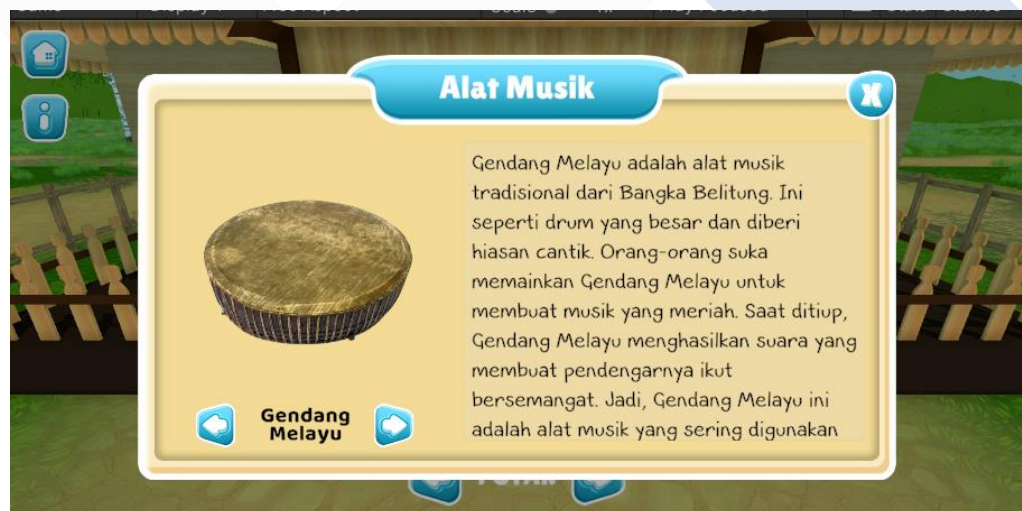 Alat Musik
X
Gendang Melayu adalah alat musik
tradisional dari Bangka Belitung. Ini
seperti drum yang besar dan diberi
hiasan cantik. Orang-orang suka
memainkan Gendang Melayu untuk
membuat musik yang meriah. Saat ditiup,
Gendang Melayu menghasilkan suara yang
membuat pendengarnya ikut
bersemangat. Jadi, Gendang Melayu ini
adalah alat musik yang sering digunakan
Gendang
Melayu